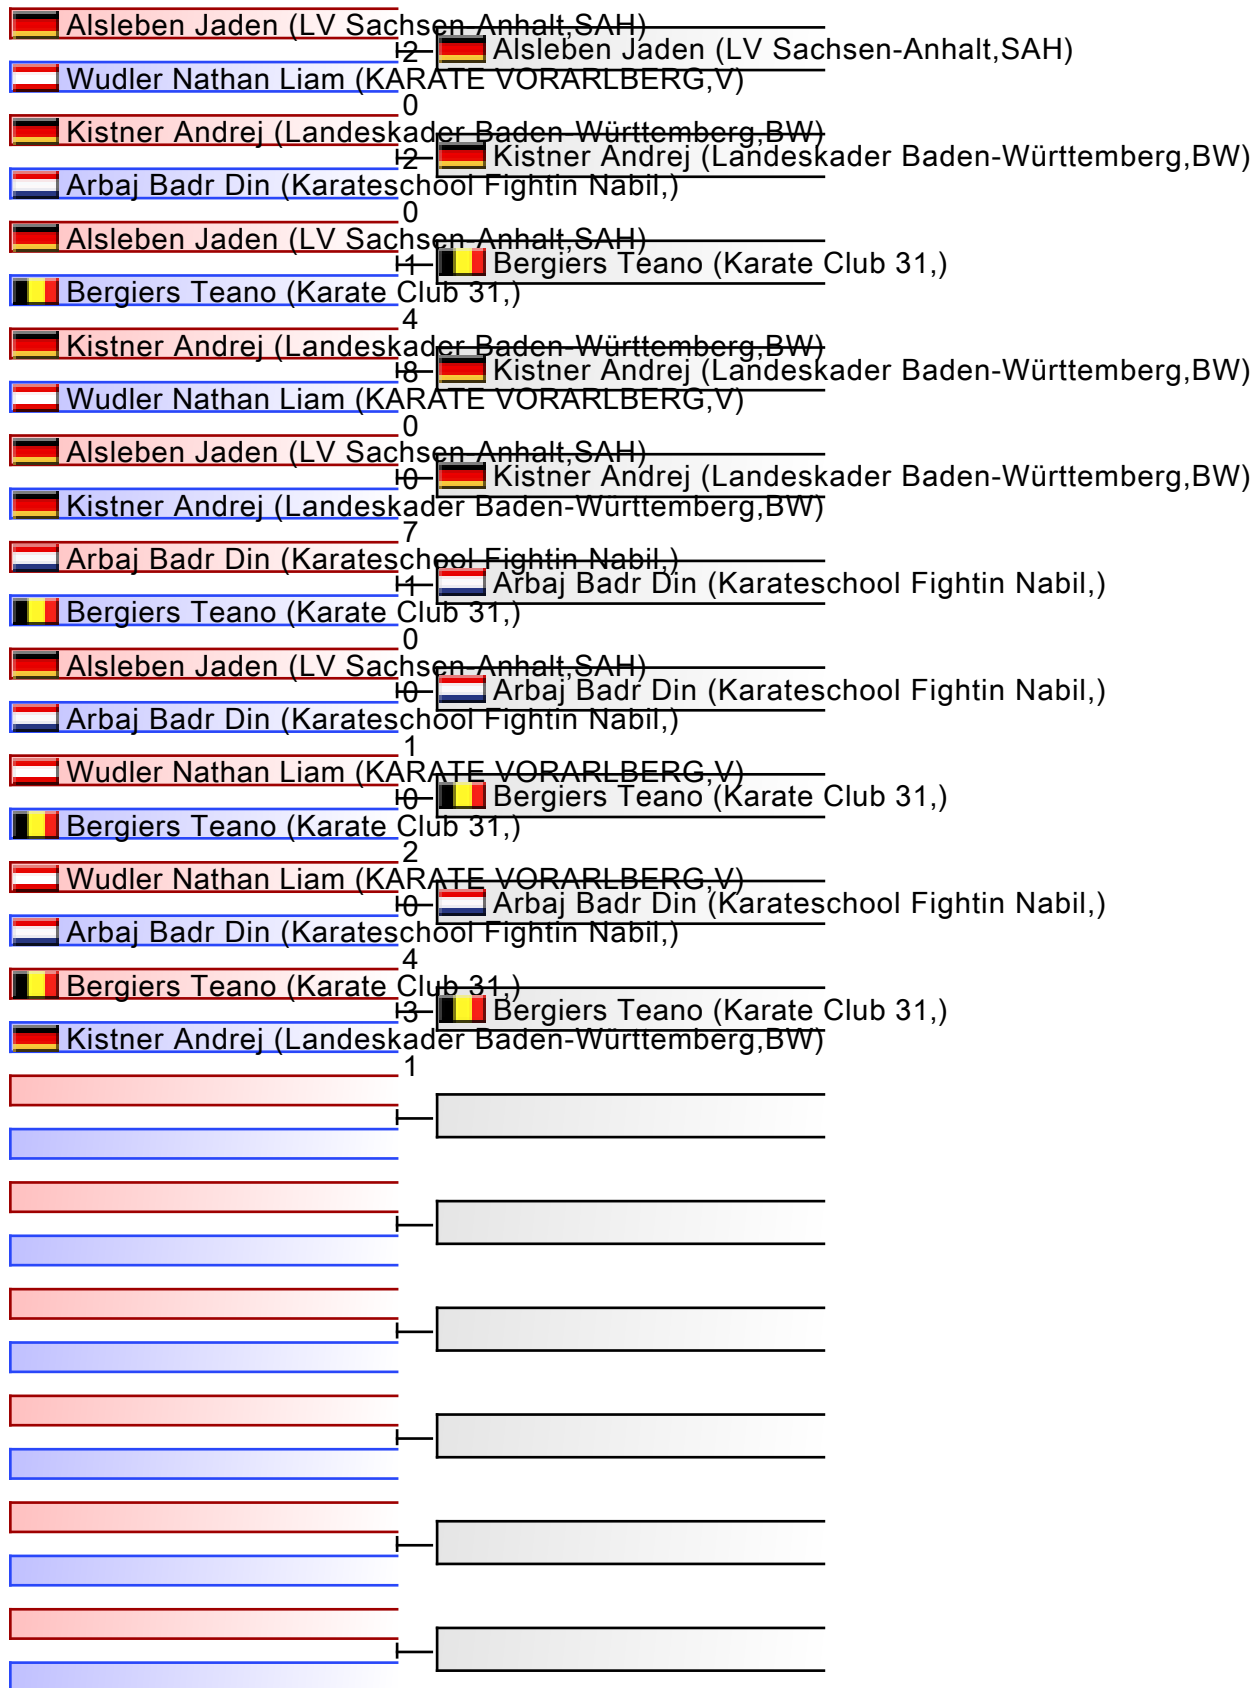 Alsleben Jaden (LV Sachsen-Anhalt,SAH)
2
Alsleben Jaden (LV Sachsen-Anhalt,SAH)
Wudler Nathan Liam (KARATE VORARLBERG,V)
0
Kistner Andrej (Landeskader Baden-Württemberg,BW)
2
Kistner Andrej (Landeskader Baden-Württemberg,BW)
Arbaj Badr Din (Karateschool Fightin Nabil,)
0
Alsleben Jaden (LV Sachsen-Anhalt,SAH)
1
Bergiers Teano (Karate Club 31,)
Bergiers Teano (Karate Club 31,)
4
Kistner Andrej (Landeskader Baden-Württemberg,BW)
8
Kistner Andrej (Landeskader Baden-Württemberg,BW)
Wudler Nathan Liam (KARATE VORARLBERG,V)
0
Alsleben Jaden (LV Sachsen-Anhalt,SAH)
0
Kistner Andrej (Landeskader Baden-Württemberg,BW)
Kistner Andrej (Landeskader Baden-Württemberg,BW)
7
Arbaj Badr Din (Karateschool Fightin Nabil,)
1
Arbaj Badr Din (Karateschool Fightin Nabil,)
Bergiers Teano (Karate Club 31,)
0
Alsleben Jaden (LV Sachsen-Anhalt,SAH)
0
Arbaj Badr Din (Karateschool Fightin Nabil,)
Arbaj Badr Din (Karateschool Fightin Nabil,)
1
Wudler Nathan Liam (KARATE VORARLBERG,V)
0
Bergiers Teano (Karate Club 31,)
Bergiers Teano (Karate Club 31,)
2
Wudler Nathan Liam (KARATE VORARLBERG,V)
0
Arbaj Badr Din (Karateschool Fightin Nabil,)
Arbaj Badr Din (Karateschool Fightin Nabil,)
4
Bergiers Teano (Karate Club 31,)
3
Bergiers Teano (Karate Club 31,)
Kistner Andrej (Landeskader Baden-Württemberg,BW)
1